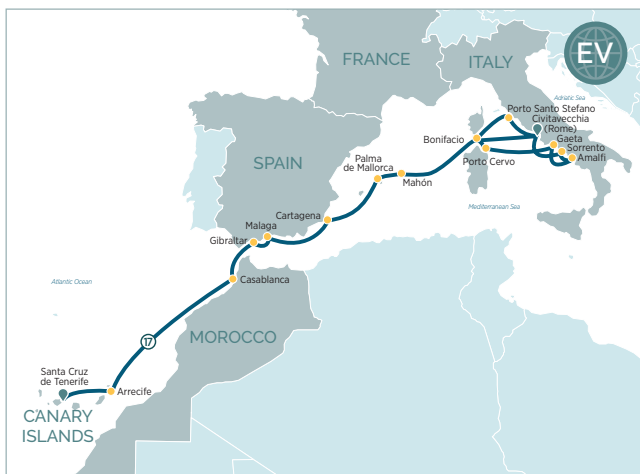 EV
FRANCE
ITALY
Adriatic Sea
Porto Santo Stefano
Civitavecchia
(Rome)
Gaeta
Sorrento
Amalfi
Bonifacio
Porto Cervo
SPAIN
Palma
de Mallorca
Mahón
Mediterranean Sea
Cartagena
Malaga
Gibraltar
Casablanca
Atlantic Ocean
MOROCCO
17
Santa Cruz
de Tenerife
Arrecife
CANARY
ISLANDS